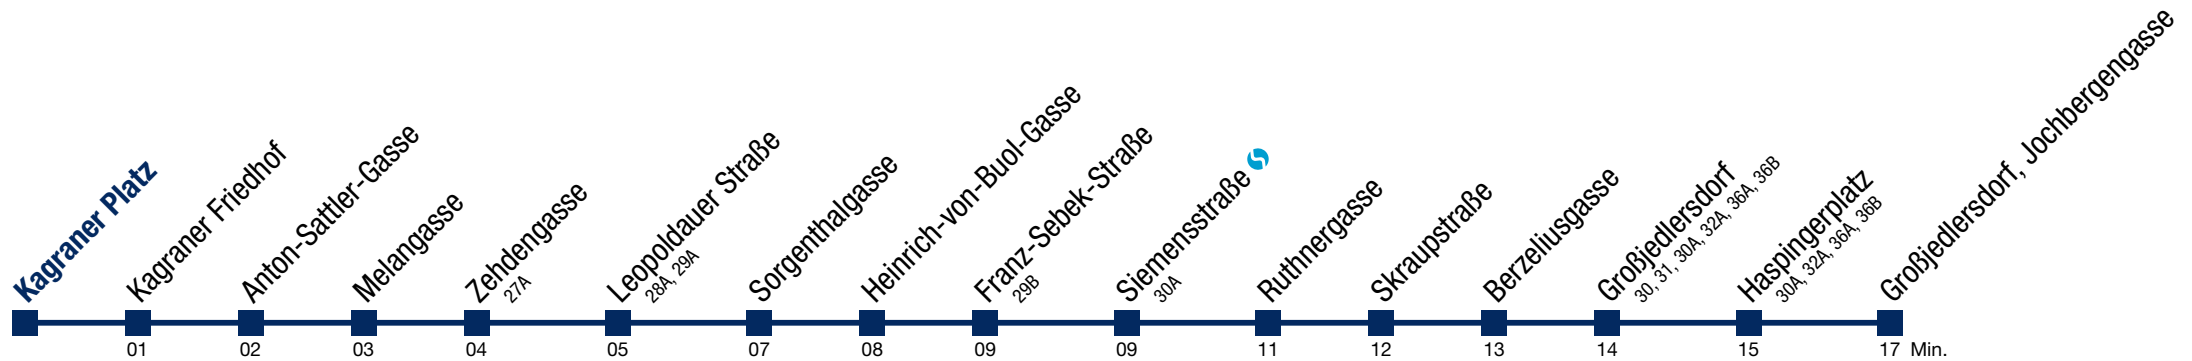 Kagraner Platz
Kagraner Friedhof
Anton-Sattler-Gasse
Melangasse
Zehdengasse
27A
Leopoldauer Straße
28A, 29A
Sorgenthalgasse
Heinrich-von-Buol-Gasse
Franz-Sebek-Straße
29B
Siemensstraße
30A
Ruthnergasse
Skraupstraße
Berzeliusgasse
Großjedlersdorf
30, 31, 30A, 32A, 36A, 36B
Haspingerplatz
30A, 32A, 36A, 36B
Großjedlersdorf, Jochbergengasse
01 02 03 04 05 07 08 09 09 11 12 13 14 15 17 Min.